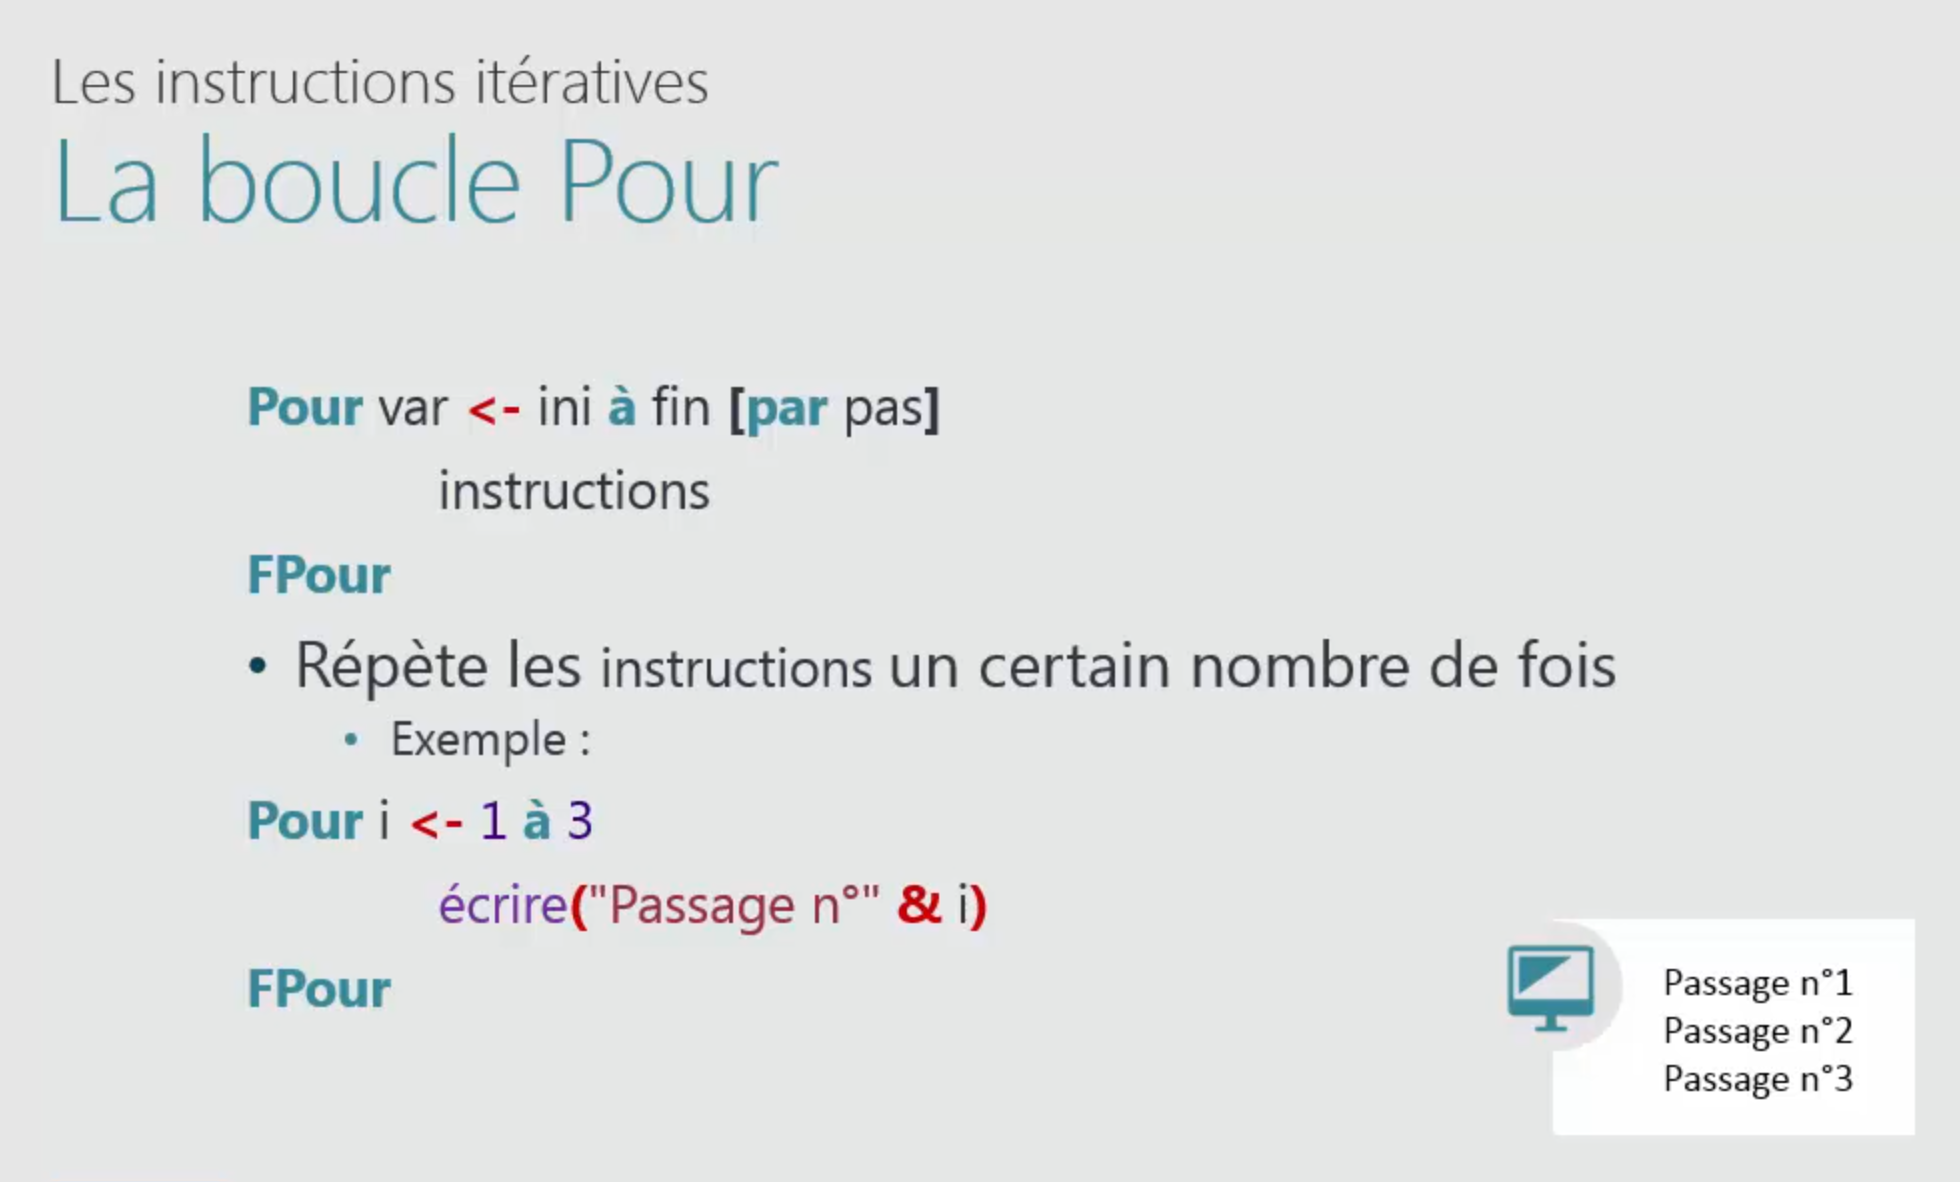 Les instructions itératives
La boucle Pour
Pour var <- ini à fin [par pas]
instructions
FPour
• Répète les instructions un certain nombre de fois
• Exemple :
Pour i <- 1 à 3
écrire("Passage n°" & i)
FPour
Passage n°1
Passage n°2
Passage n°3